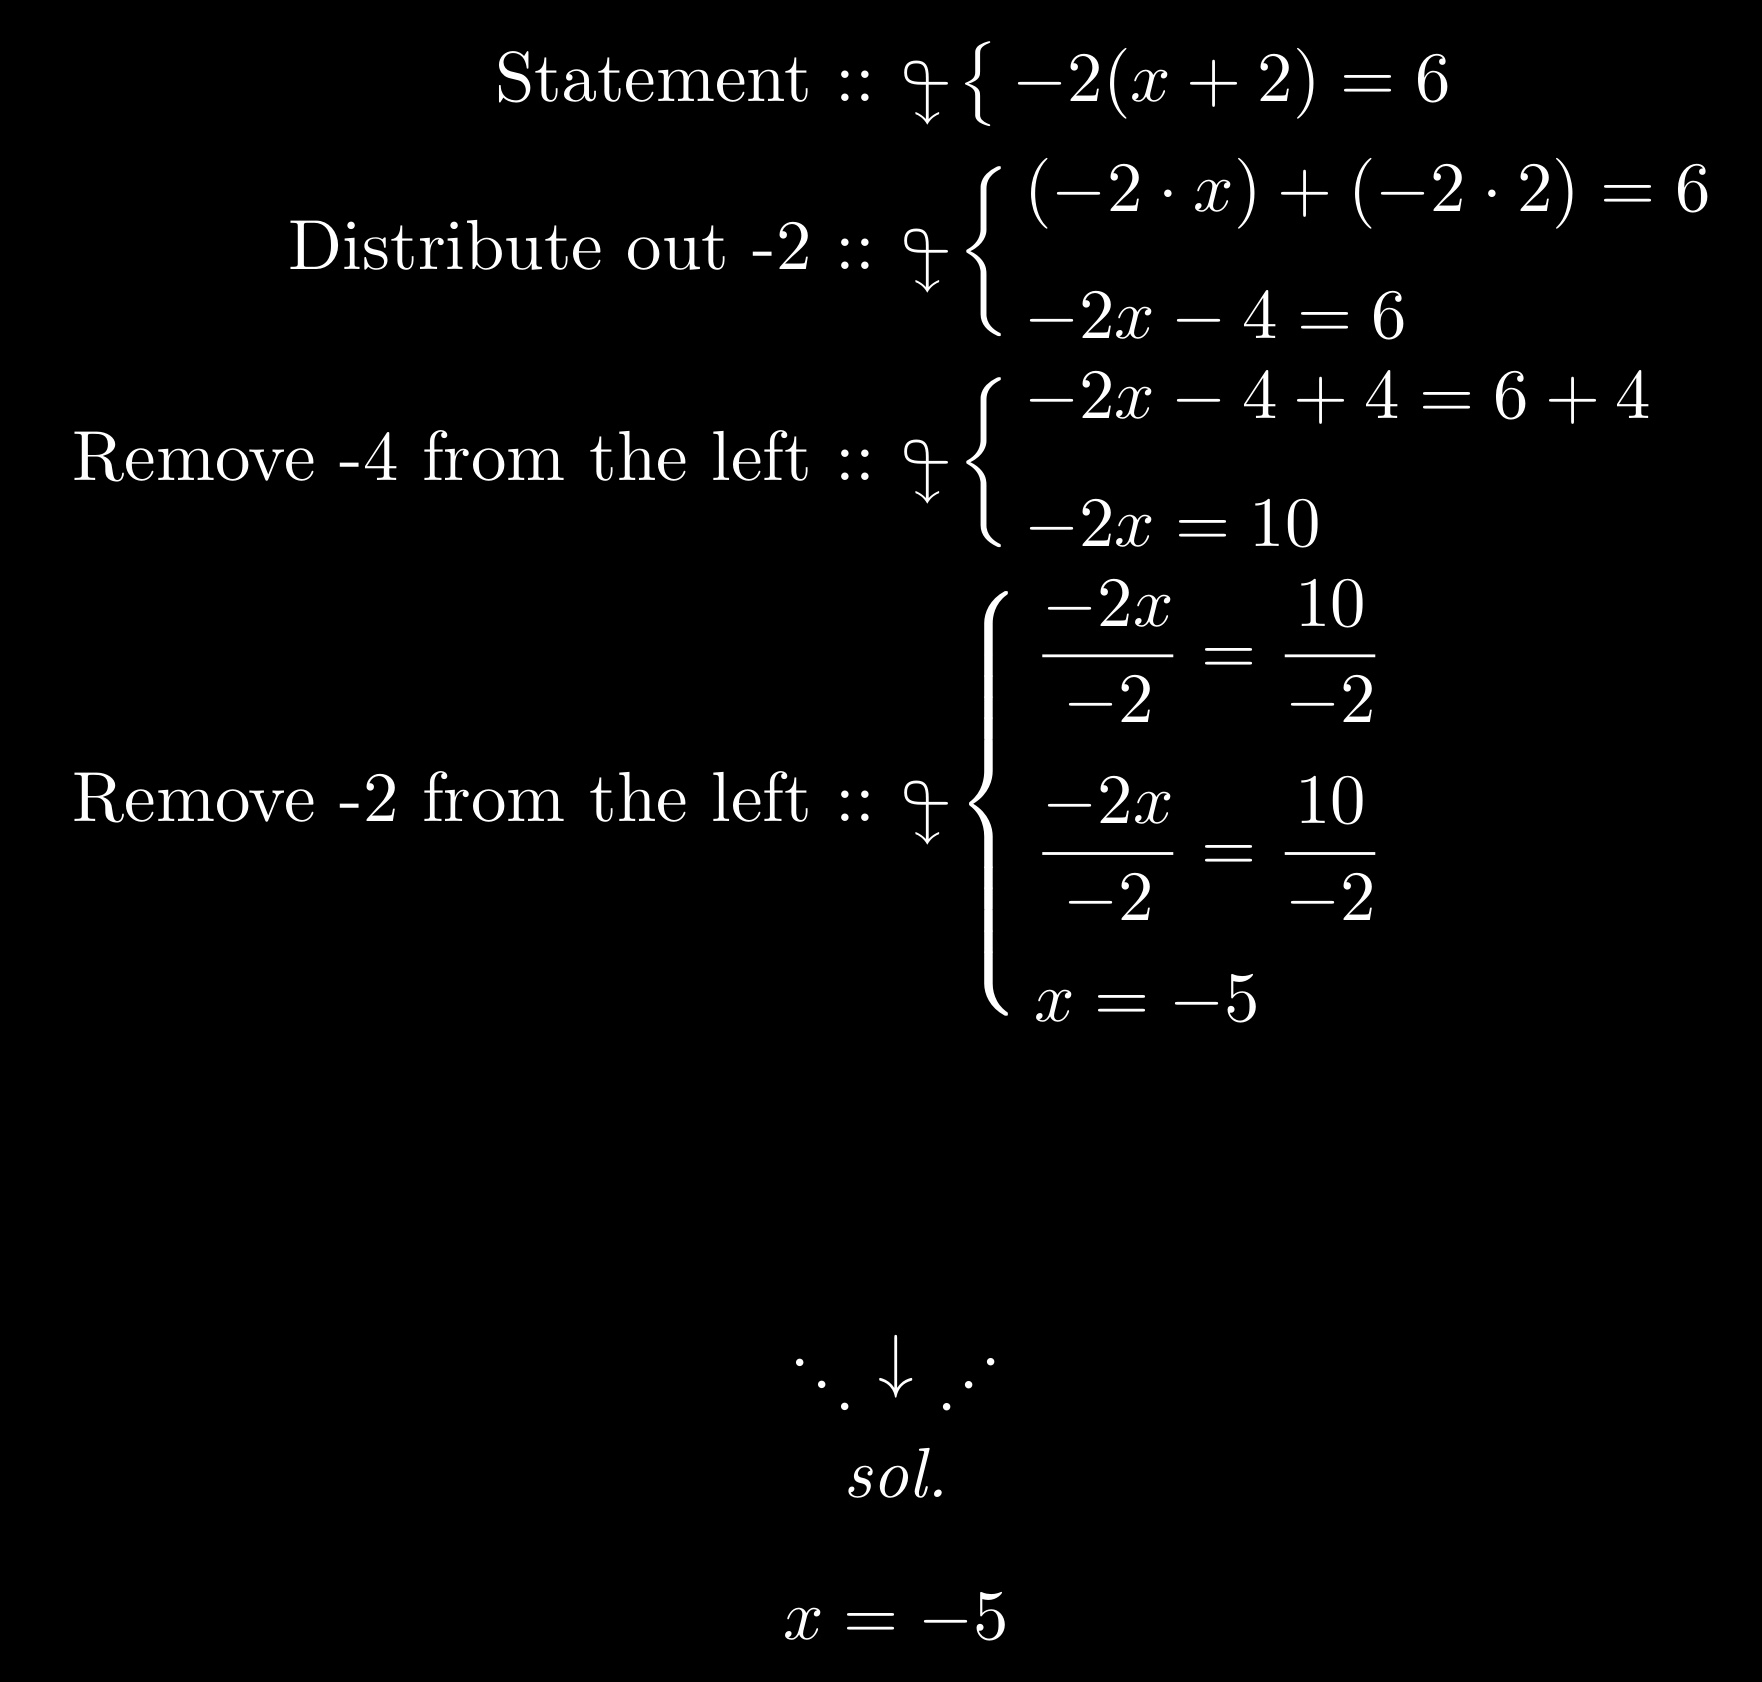 Statement :: ↴ { −2(x + 2) = 6
Distribute out -2 :: ↴ { (−2 · x) + (−2 · 2) = 6
−2x − 4 = 6
Remove -4 from the left :: ↴ { −2x − 4 + 4 = 6 + 4
−2x = 10
Remove -2 from the left :: ↴ { −2x/−2 = 10/−2
−2x/−2 = 10/−2
x = −5
⋱ ↓ ⋰
sol.
x = −5